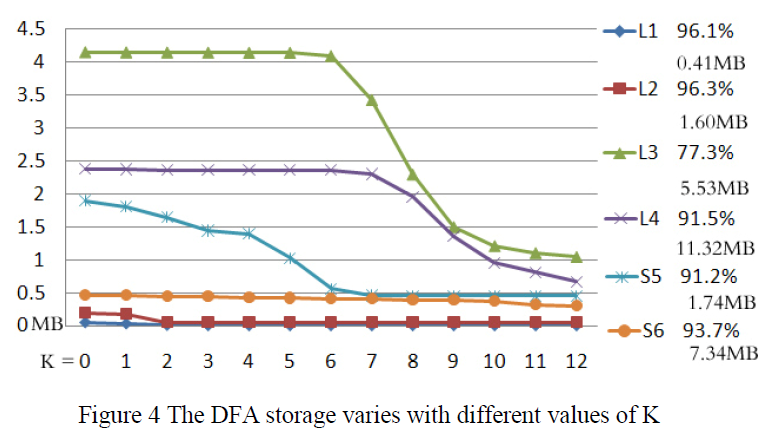 4.5
4
3.5
3
2.5
2
1.5
1
0.5
0 MB
K = 0 1 2 3 4 5 6 7 8 9 10 11 12
L1 96.1%
0.41MB
L2 96.3%
1.60MB
L3 77.3%
5.53MB
L4 91.5%
11.32MB
S5 91.2%
1.74MB
S6 93.7%
7.34MB
Figure 4 The DFA storage varies with different values of K